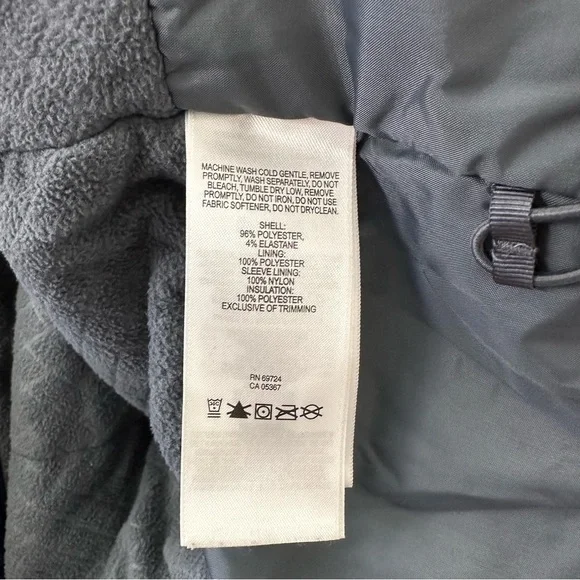 MACHINE WASH COLD GENTLE, REMOVE
PROMPTLY, WASH SEPARATELY, DO NOT
BLEACH, TUMBLE DRY LOW, REMOVE
PROMPTLY, DO NOT IRON, DO NOT USE
FABRIC SOFTENER, DO NOT DRYCLEAN.
SHELL:
96% POLYESTER,
4% ELASTANE
LINING:
100% POLYESTER
SLEEVE LINING:
100% NYLON
INSULATION:
100% POLYESTER
EXCLUSIVE OF TRIMMING
RN 69724
CA 05367